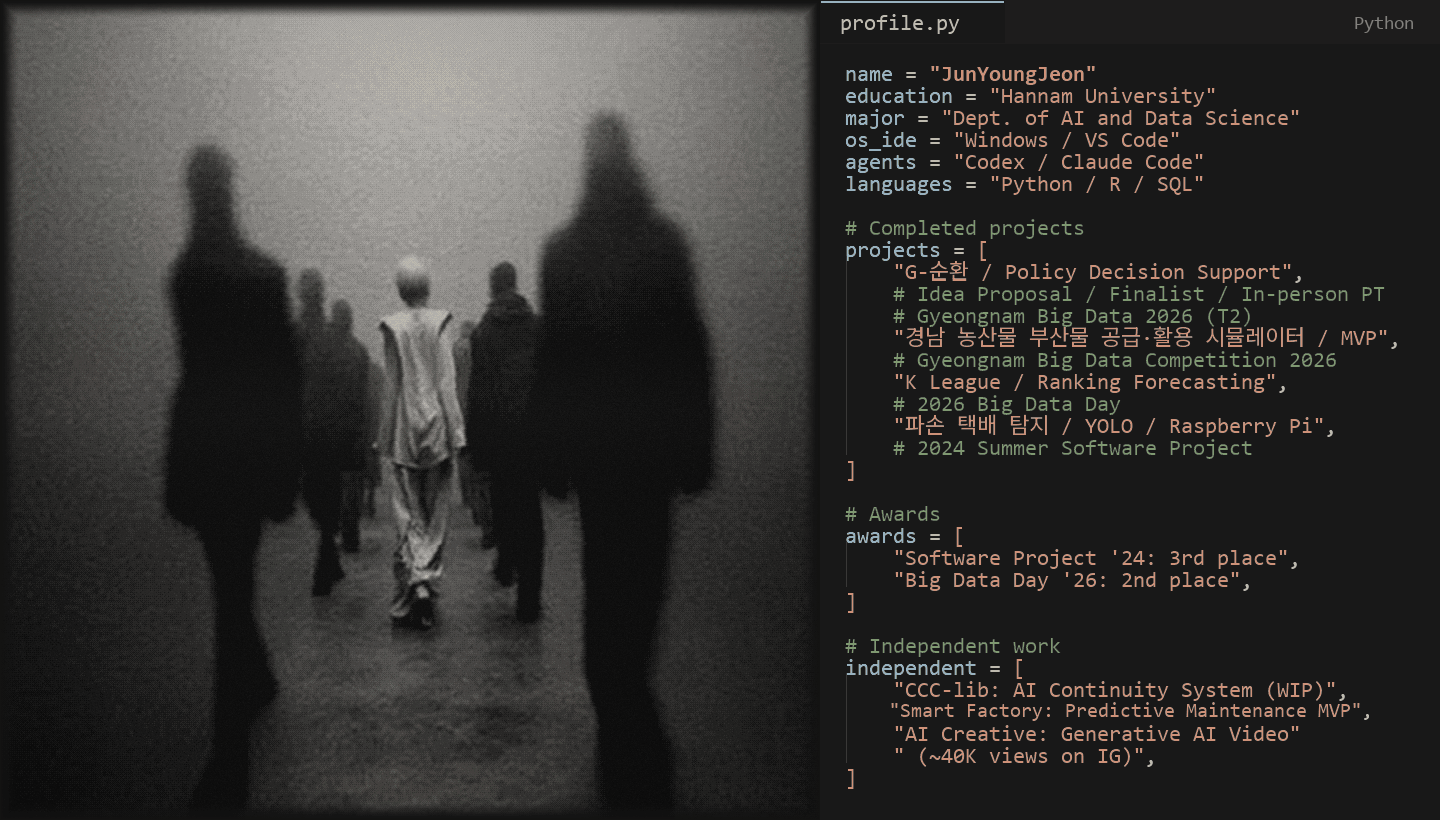 profile.py
Python
name = "JunYoungJeon"
education = "Hannam University"
major = "Dept. of AI and Data Science"
os_ide = "Windows / VS Code"
agents = "Codex / Claude Code"
languages = "Python / R / SQL"
# Completed projects
projects = [
"G-순환 / Policy Decision Support",
# Idea Proposal / Finalist / In-person PT
# Gyeongnam Big Data 2026 (T2)
"경남 농산물 부산물 공급·활용 시뮬레이터 / MVP",
# Gyeongnam Big Data Competition 2026
"K League / Ranking Forecasting",
# 2026 Big Data Day
"파손 택배 탐지 / YOLO / Raspberry Pi",
# 2024 Summer Software Project
]
# Awards
awards = [
"Software Project '24: 3rd place",
"Big Data Day '26: 2nd place",
]
# Independent work
independent = [
"CCC-lib: AI Continuity System (WIP)",
"Smart Factory: Predictive Maintenance MVP",
"AI Creative: Generative AI Video"
" (~40K views on IG)",
]